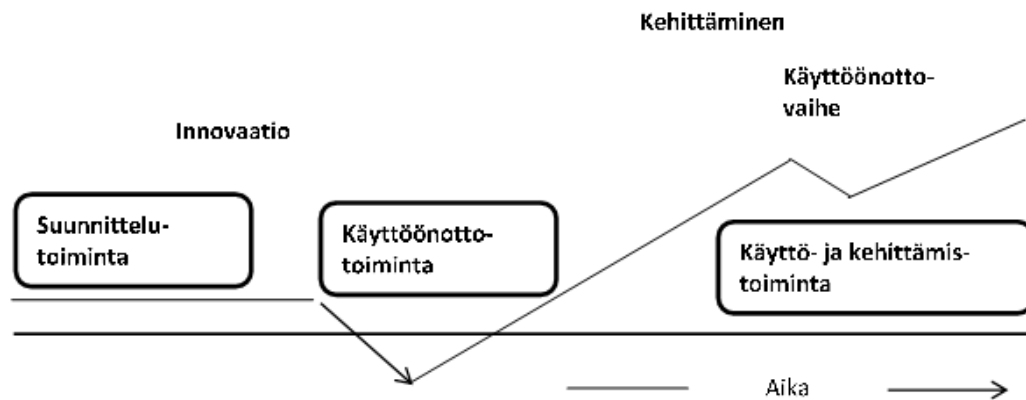 Kehittäminen
Käyttöönotto-
vaihe
Innovaatio
Suunnittelu-
toiminta
Käyttöönotto-
toiminta
Käyttö- ja kehittämis-
toiminta
Aika